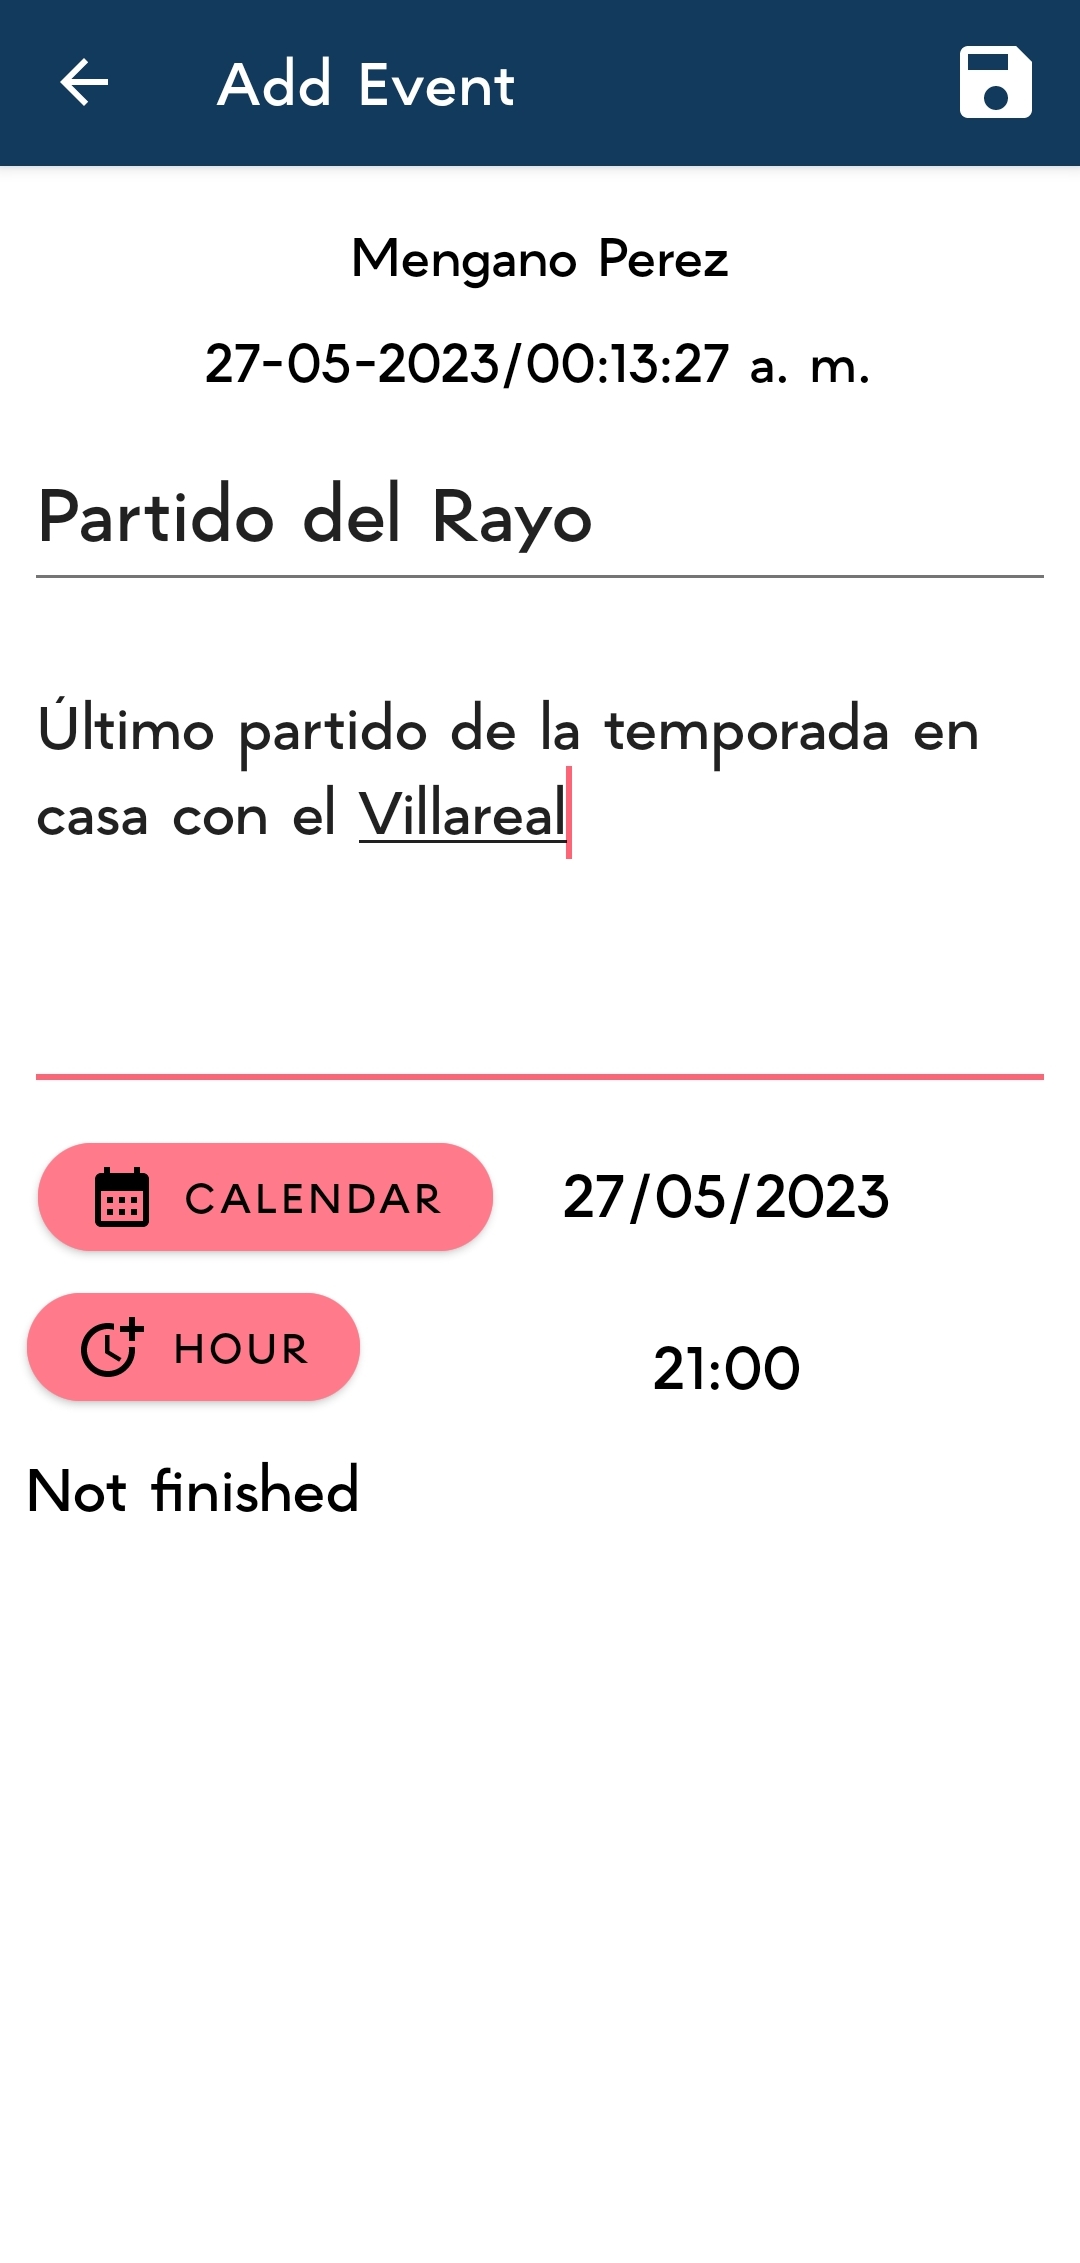 Add Event
Mengano Perez
27-05-2023/00:13:27 a. m.
Partido del Rayo
Último partido de la temporada en
casa con el Villareal
CALENDAR
27/05/2023
HOUR
21:00
Not finished